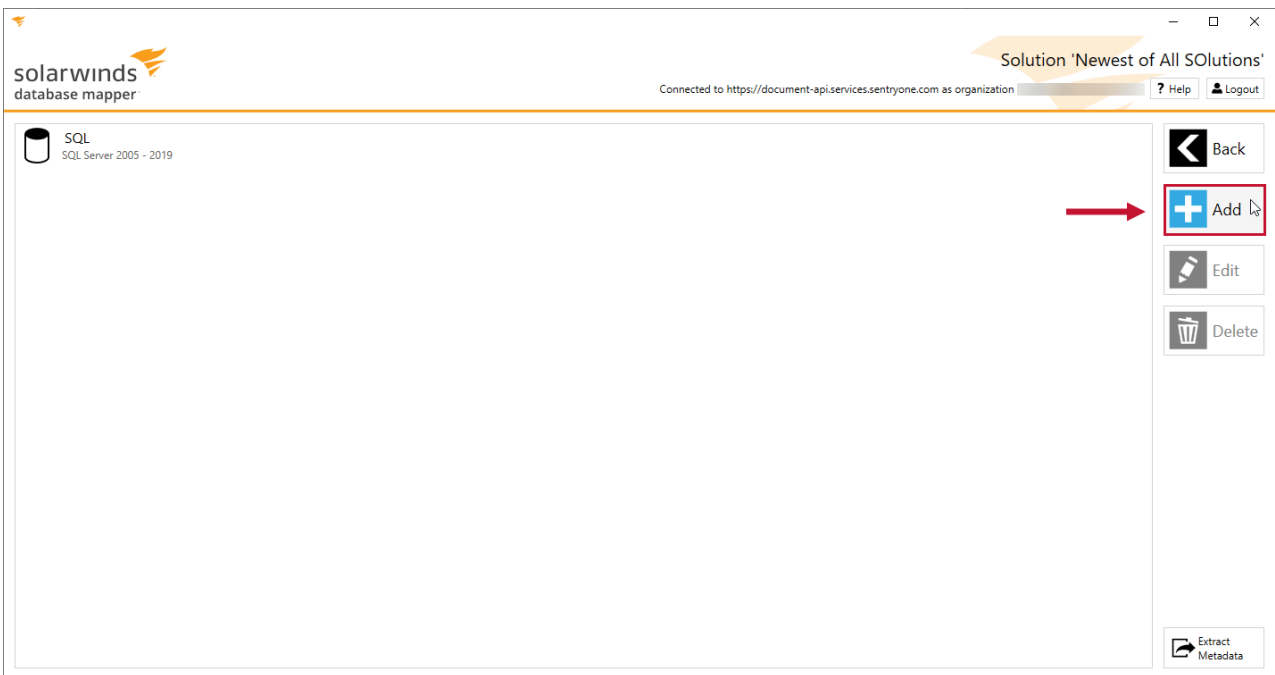 solarwinds
database mapper
Solution 'Newest of All SOlutions'
Connected to https://document-api.services.sentryone.com as organization
? Help
Logout
SQL
SQL Server 2005 - 2019
Back
Add
Edit
Delete
Extract
Metadata